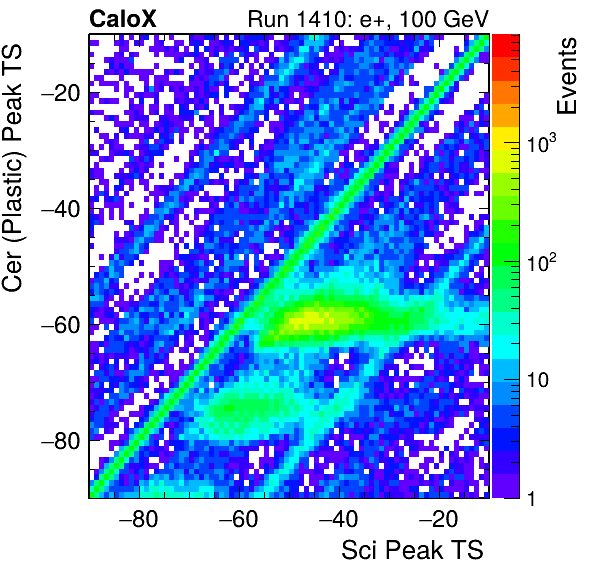 CaloX Run 1410: e+, 100 GeV
Cer (Plastic) Peak TS
−20
−40
−60
−80
−80 −60 −40 −20
Sci Peak TS
Events
10³
10²
10
1